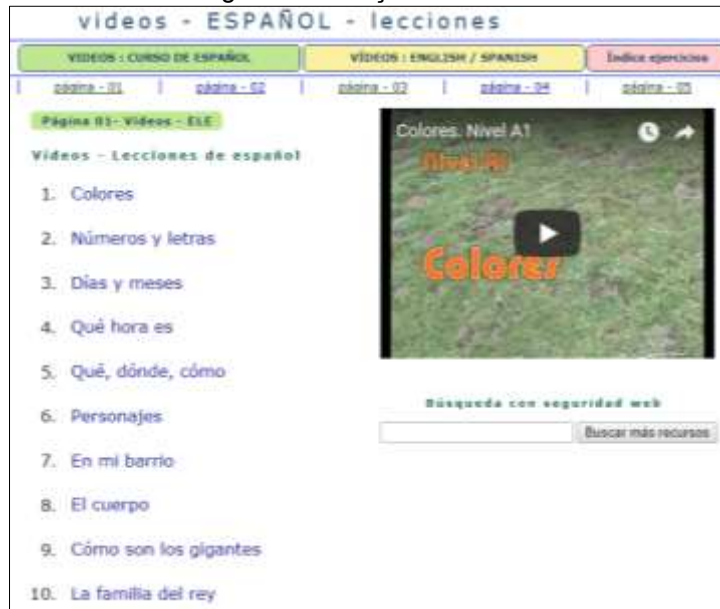 videos - ESPAÑOL - lecciones
VIDEOS : CURSO DE ESPAÑOL
VÍDEOS : ENGLISH / SPANISH
Índice ejercicios
| página - 01 | página - 02 | página - 03 | página - 04 | página - 05
Página 01- Videos - ELE
Videos - Lecciones de español
1. Colores
2. Números y letras
3. Días y meses
4. Qué hora es
5. Qué, dónde, cómo
6. Personajes
7. En mi barrio
8. El cuerpo
9. Cómo son los gigantes
10. La familia del rey
Colores. Nivel A1
Nivel A1
Colores
Búsqueda con seguridad web
Buscar más recursos